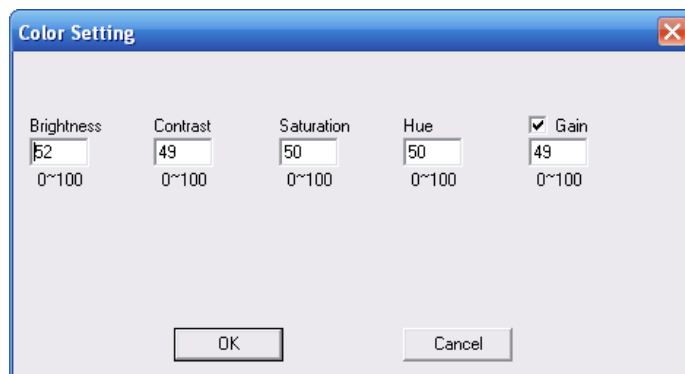 Color Setting
Brightness Contrast Saturation Hue Gain
52 49 50 50 49
0~100 0~100 0~100 0~100 0~100
OK Cancel